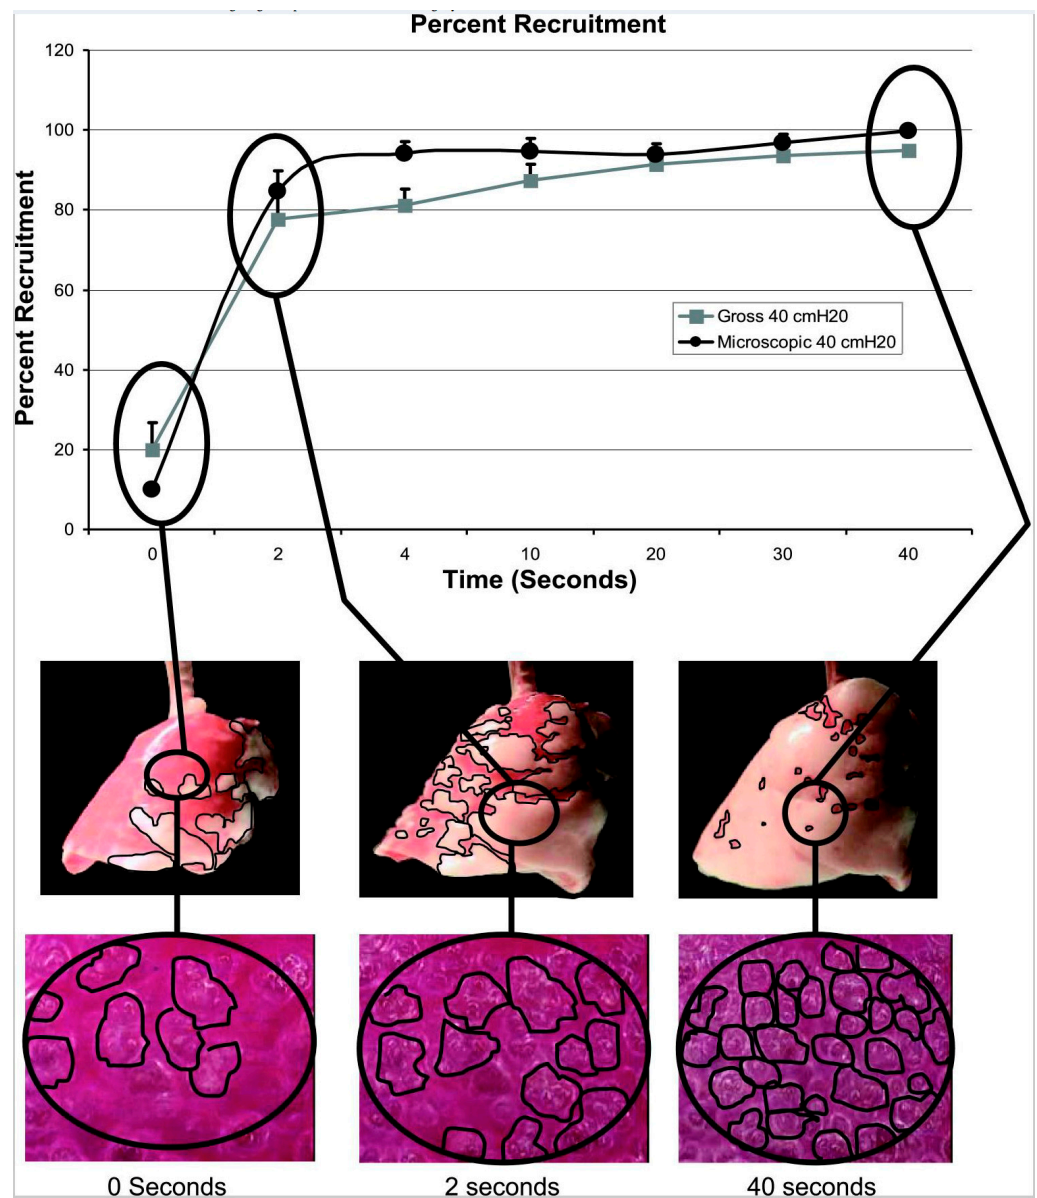 Percent Recruitment
120
100
80
60
40
20
0
Percent Recruitment
Gross 40 cmH20
Microscopic 40 cmH20
0 2 4 10 20 30 40
Time (Seconds)
0 Seconds 2 seconds 40 seconds